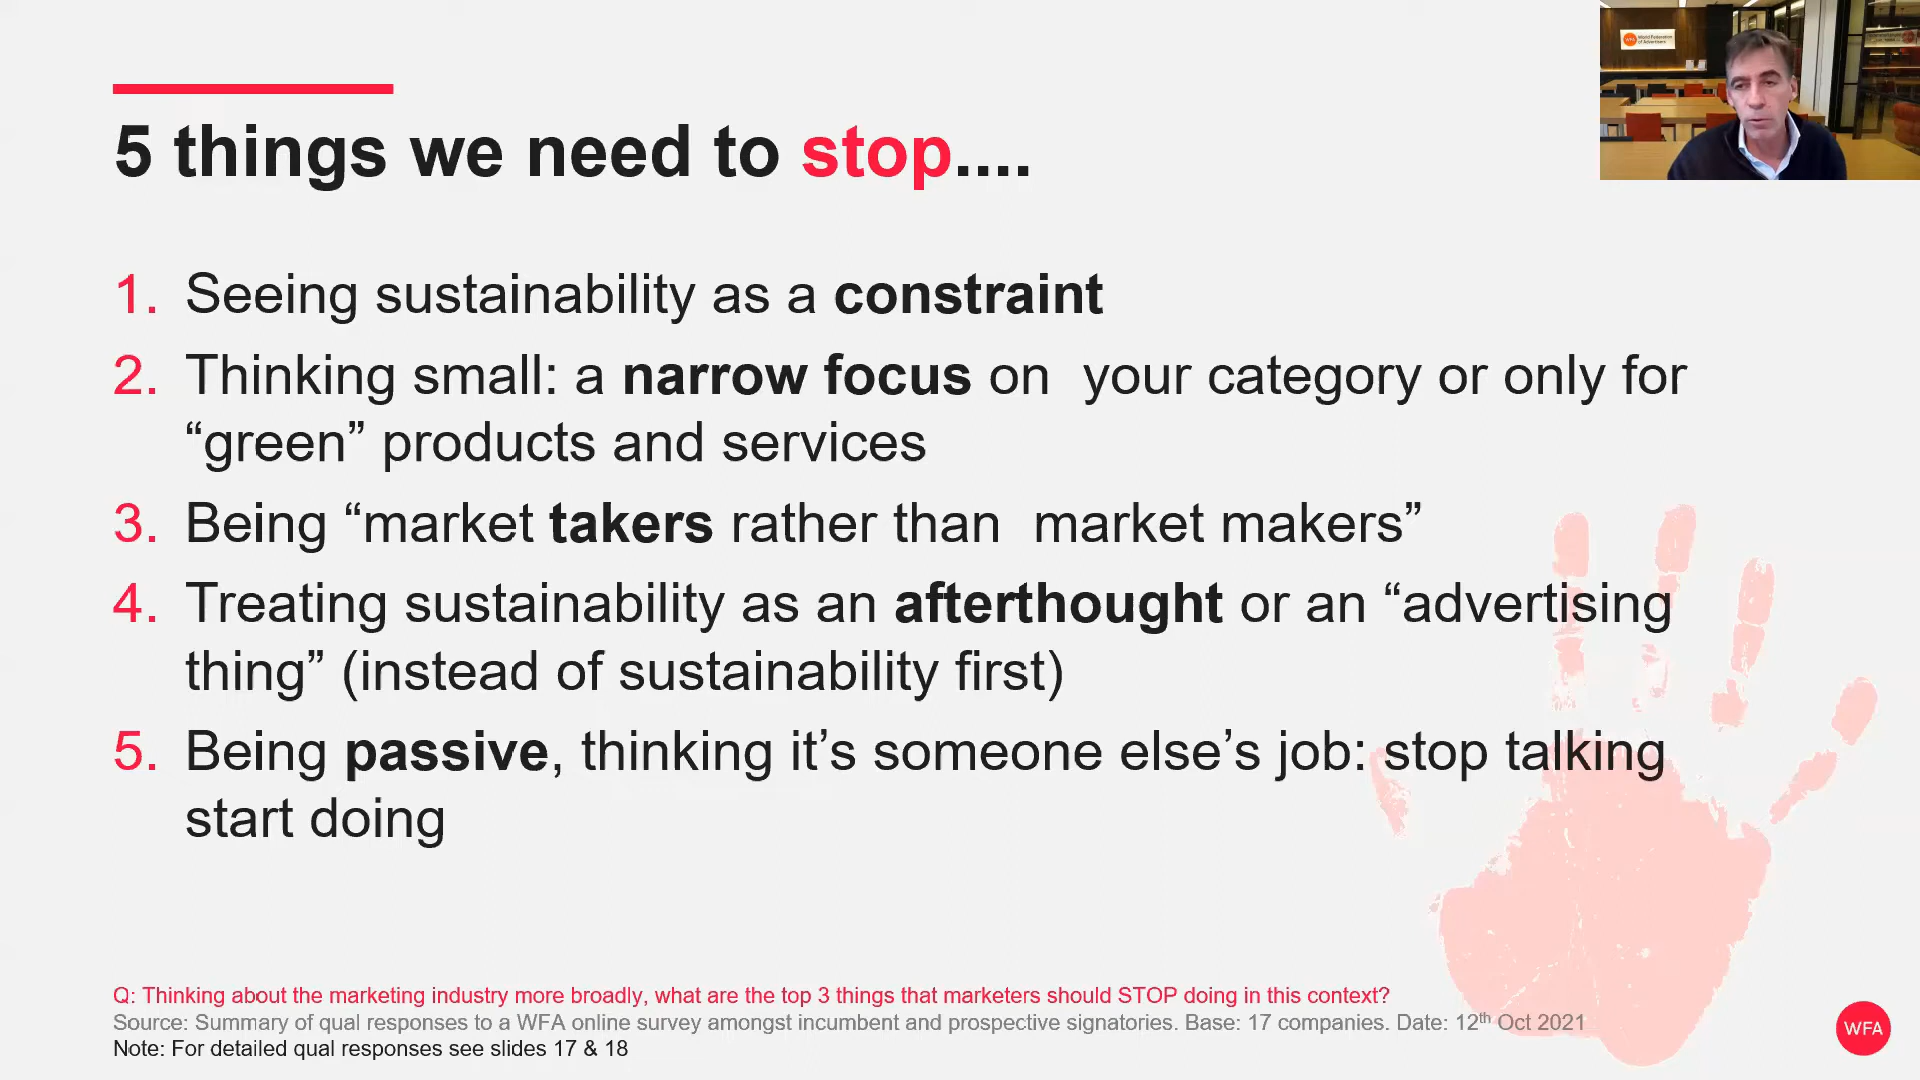 WFA World Federation of Advertisers
5 things we need to stop....
1. Seeing sustainability as a constraint
2. Thinking small: a narrow focus on  your category or only for
“green” products and services
3. Being “market takers rather than  market makers”
4. Treating sustainability as an afterthought or an “advertising
thing” (instead of sustainability first)
5. Being passive, thinking it’s someone else’s job: stop talking
start doing
Q: Thinking about the marketing industry more broadly, what are the top 3 things that marketers should STOP doing in this context?
Source: Summary of qual responses to a WFA online survey amongst incumbent and prospective signatories. Base: 17 companies. Date: 12th Oct 2021
Note: For detailed qual responses see slides 17 & 18
WFA